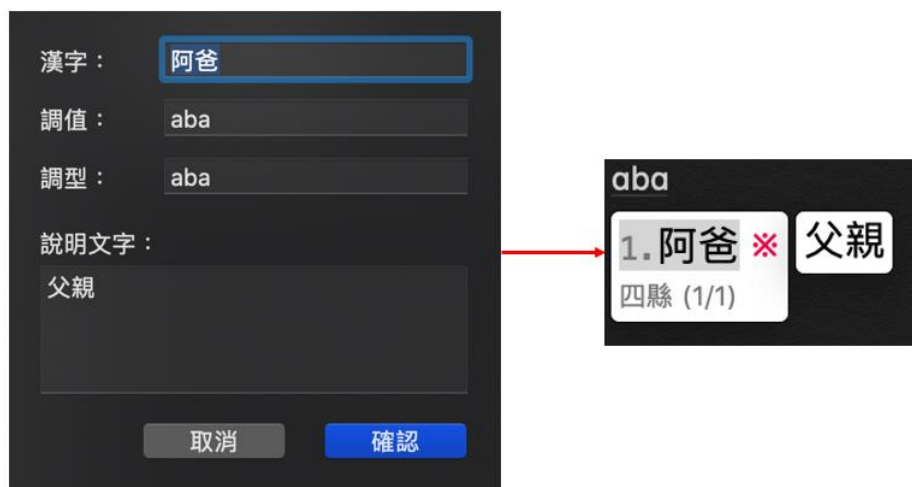 漢字：
阿爸
調值：
aba
調型：
aba
說明文字：
父親
取消
確認
aba
1.阿爸 ※
四縣 (1/1)
父親